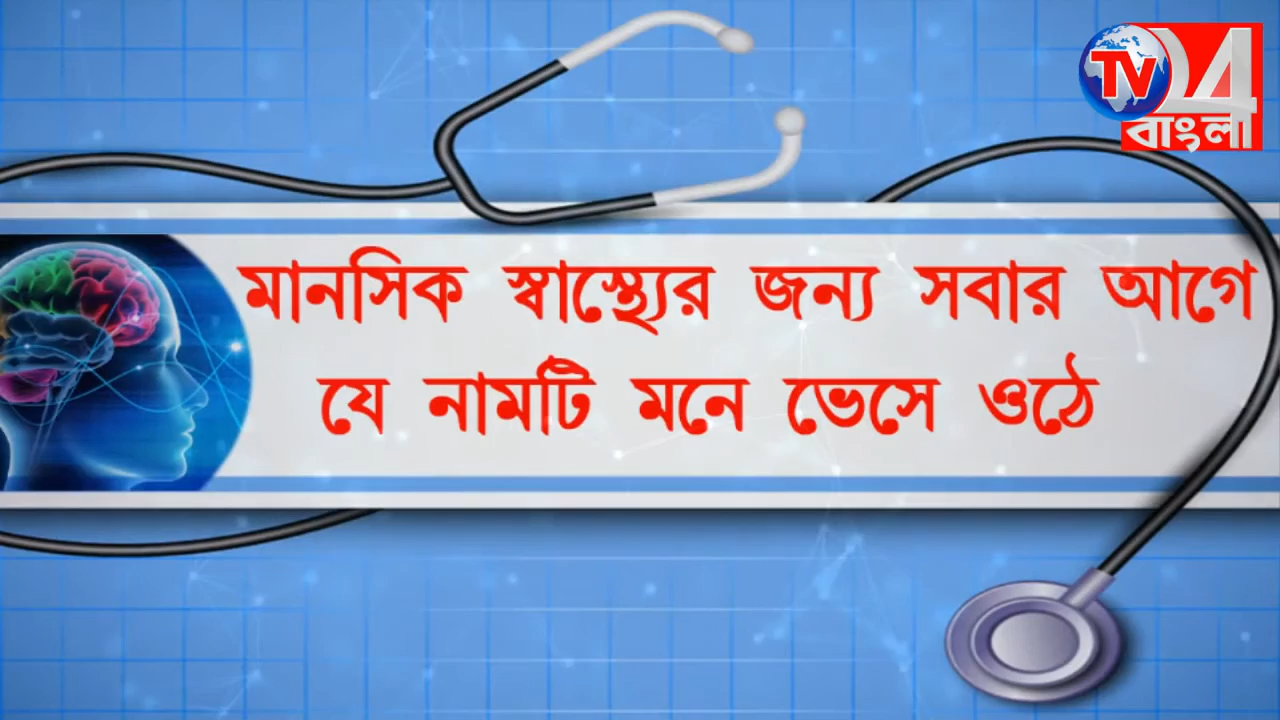 TV 24
বাংলা
মানসিক স্বাস্থ্যের জন্য সবার আগে
যে নামটি মনে ভেসে ওঠে